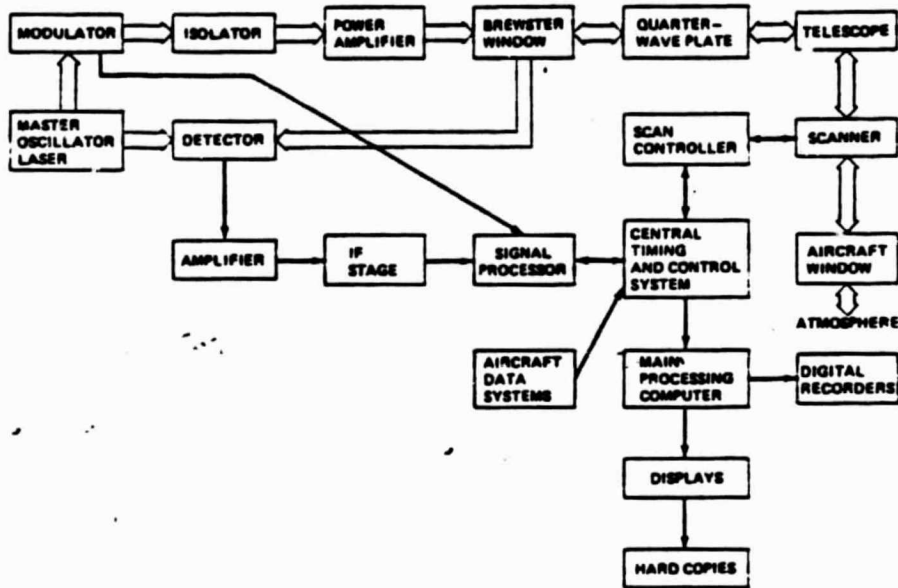 MODULATOR
ISOLATOR
POWER
AMPLIFIER
BREWSTER
WINDOW
QUARTER-
WAVE PLATE
TELESCOPE
MASTER
OSCILLATOR
LASER
DETECTOR
SCAN
CONTROLLER
SCANNER
AMPLIFIER
IF
STAGE
SIGNAL
PROCESSOR
CENTRAL
TIMING
AND CONTROL
SYSTEM
AIRCRAFT
WINDOW
ATMOSPHERE
AIRCRAFT
DATA
SYSTEMS
MAIN
PROCESSING
COMPUTER
DIGITAL
RECORDERS
DISPLAYS
HARD COPIES